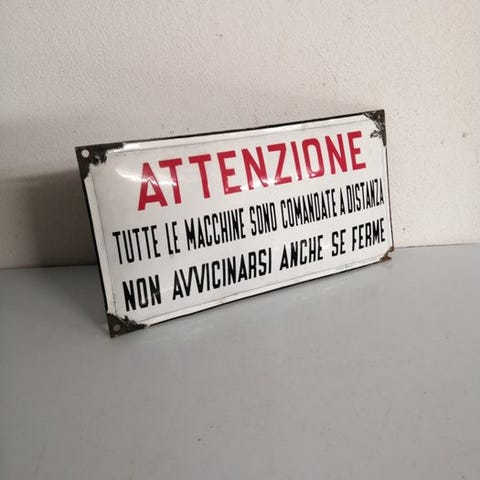 ATTENZIONE
TUTTE LE MACCHINE SONO COMANDATE A DISTANZA
NON AVVICINARSI ANCHE SE FERME